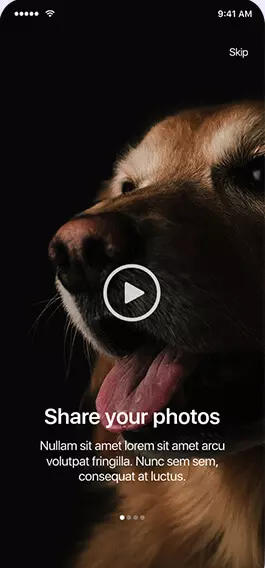 9:41 AM
Skip
Share your photos
Nullam sit amet lorem sit amet arcu
volutpat fringilla. Nunc sem sem,
consequat at luctus.